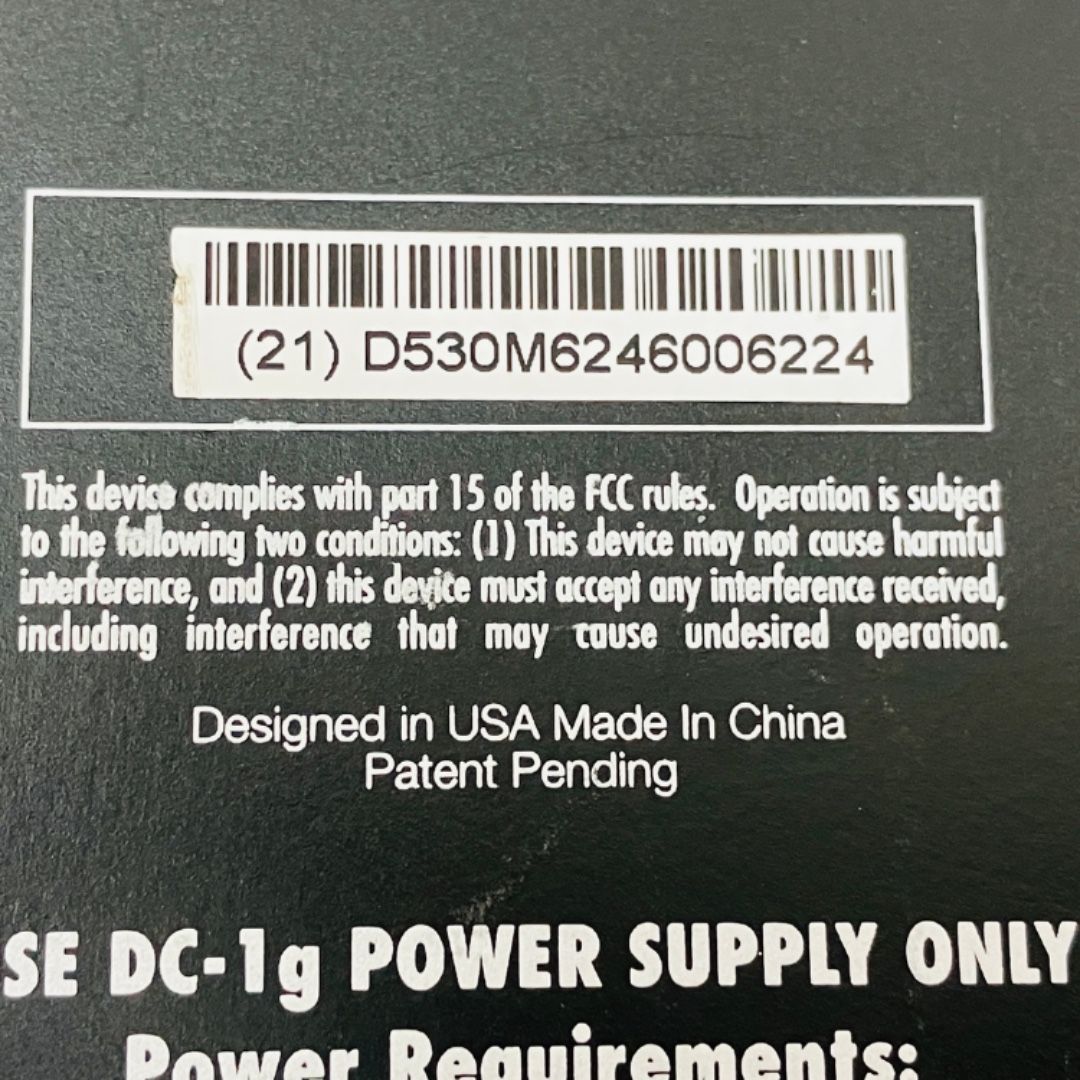 (21) D530M6246006224
This device complies with part 15 of the FCC rules. Operation is subject
to the following two conditions: (1) This device may not cause harmful
interference, and (2) this device must accept any interference received,
including interference that may cause undesired operation.
Designed in USA Made In China
Patent Pending
SE DC-1g POWER SUPPLY ONLY
Power Requirements: